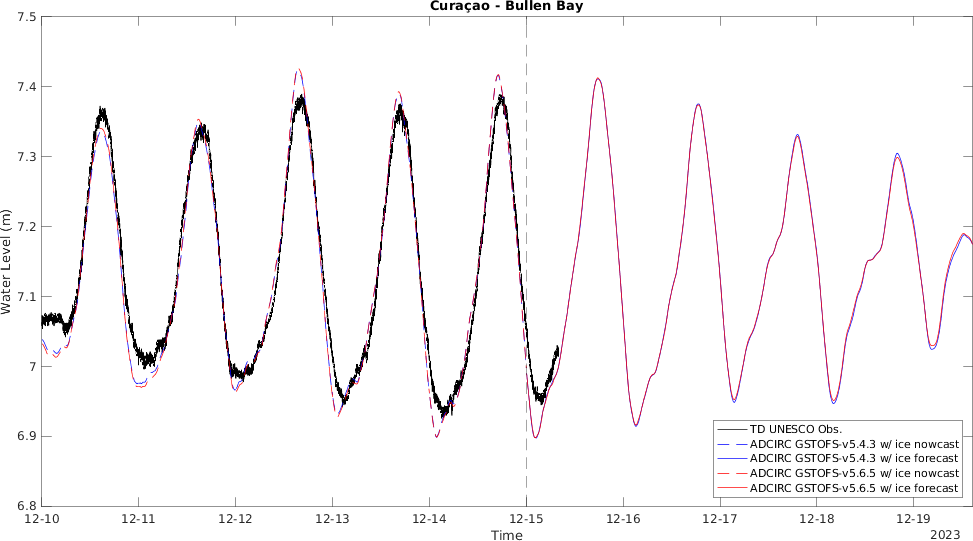 Curaçao - Bullen Bay
7.5
7.4
7.3
7.2
7.1
7
6.9
6.8
Water Level (m)
12-10 12-11 12-12 12-13 12-14 12-15 12-16 12-17 12-18 12-19
Time
2023
TD UNESCO Obs.
ADCIRC GSTOFS-v5.4.3 w/ ice nowcast
ADCIRC GSTOFS-v5.4.3 w/ ice forecast
ADCIRC GSTOFS-v5.6.5 w/ ice nowcast
ADCIRC GSTOFS-v5.6.5 w/ ice forecast